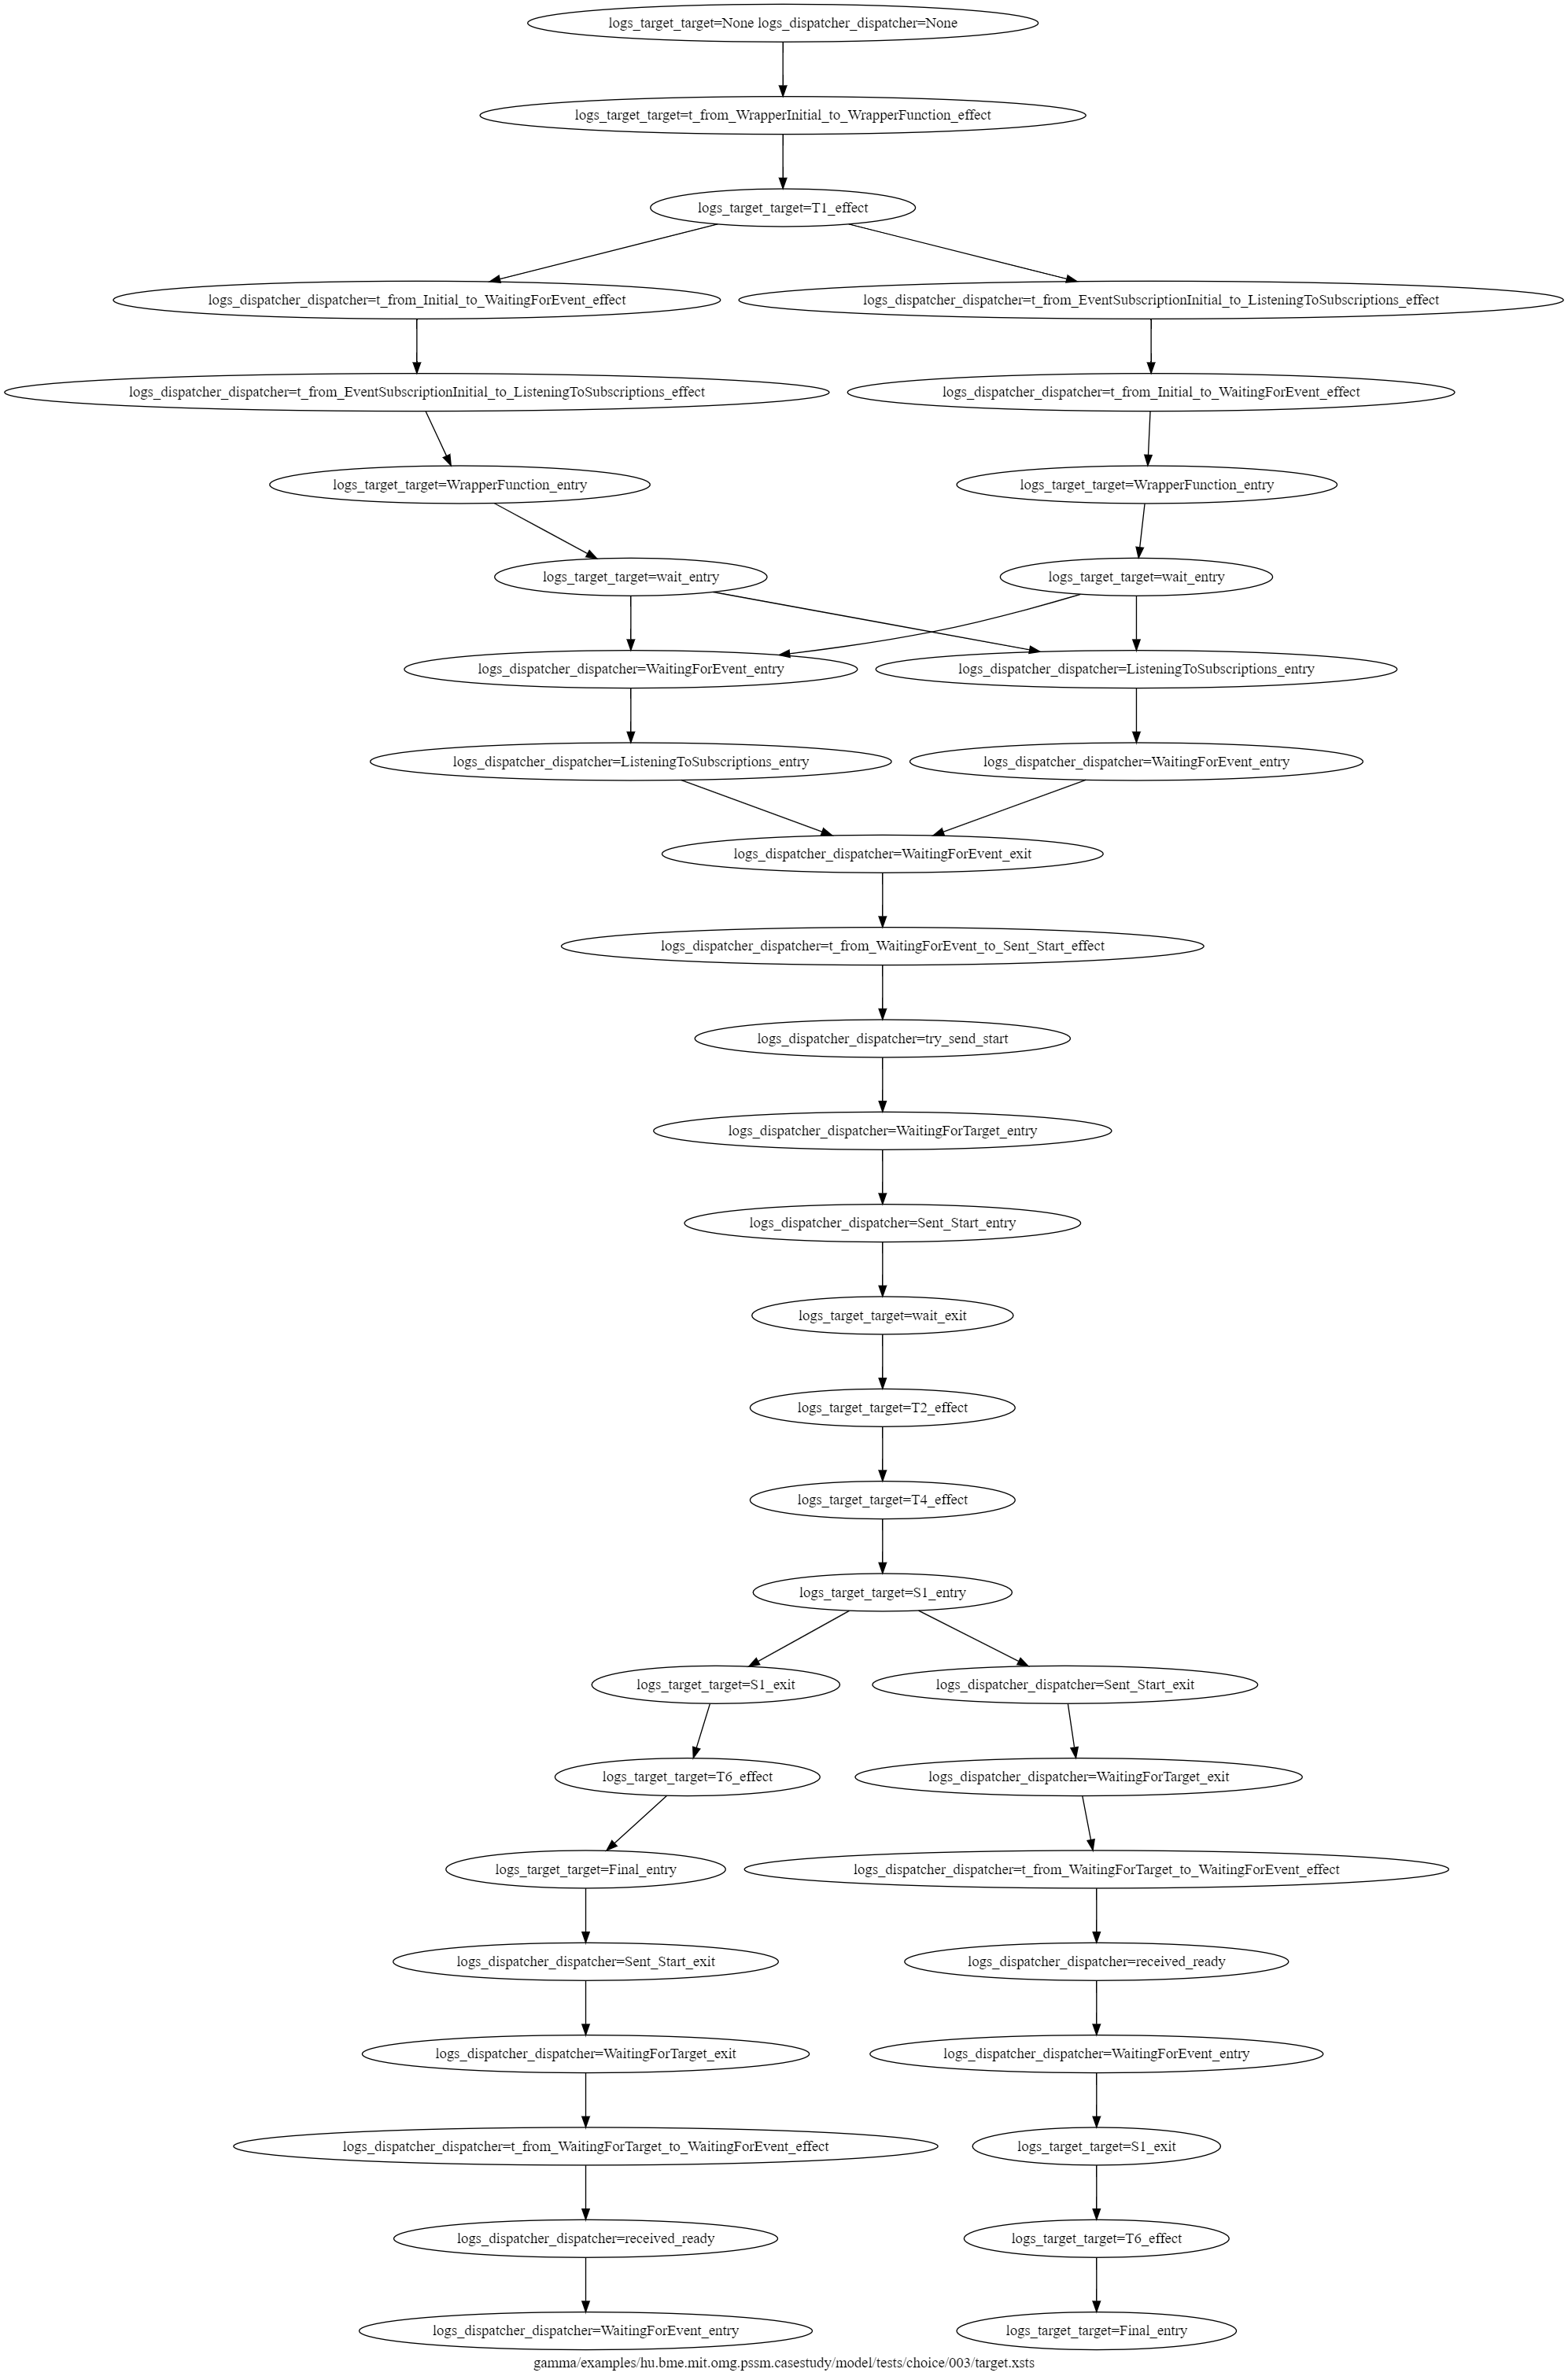 logs_target_target=None logs_dispatcher_dispatcher=None
logs_target_target=t_from_WrapperInitial_to_WrapperFunction_effect
logs_target_target=T1_effect
logs_dispatcher_dispatcher=t_from_Initial_to_WaitingForEvent_effect
logs_dispatcher_dispatcher=t_from_EventSubscriptionInitial_to_ListeningToSubscriptions_effect
logs_dispatcher_dispatcher=t_from_EventSubscriptionInitial_to_ListeningToSubscriptions_effect
logs_dispatcher_dispatcher=t_from_Initial_to_WaitingForEvent_effect
logs_target_target=WrapperFunction_entry
logs_target_target=WrapperFunction_entry
logs_target_target=wait_entry
logs_target_target=wait_entry
logs_dispatcher_dispatcher=WaitingForEvent_entry
logs_dispatcher_dispatcher=ListeningToSubscriptions_entry
logs_dispatcher_dispatcher=ListeningToSubscriptions_entry
logs_dispatcher_dispatcher=WaitingForEvent_entry
logs_dispatcher_dispatcher=WaitingForEvent_exit
logs_dispatcher_dispatcher=t_from_WaitingForEvent_to_Sent_Start_effect
logs_dispatcher_dispatcher=try_send_start
logs_dispatcher_dispatcher=WaitingForTarget_entry
logs_dispatcher_dispatcher=Sent_Start_entry
logs_target_target=wait_exit
logs_target_target=T2_effect
logs_target_target=T4_effect
logs_target_target=S1_entry
logs_target_target=S1_exit
logs_dispatcher_dispatcher=Sent_Start_exit
logs_target_target=T6_effect
logs_dispatcher_dispatcher=WaitingForTarget_exit
logs_target_target=Final_entry
logs_dispatcher_dispatcher=t_from_WaitingForTarget_to_WaitingForEvent_effect
logs_dispatcher_dispatcher=Sent_Start_exit
logs_dispatcher_dispatcher=received_ready
logs_dispatcher_dispatcher=WaitingForTarget_exit
logs_dispatcher_dispatcher=WaitingForEvent_entry
logs_dispatcher_dispatcher=t_from_WaitingForTarget_to_WaitingForEvent_effect
logs_target_target=S1_exit
logs_dispatcher_dispatcher=received_ready
logs_target_target=T6_effect
logs_dispatcher_dispatcher=WaitingForEvent_entry
logs_target_target=Final_entry
gamma/examples/hu.bme.mit.omg.pssm.casestudy/model/tests/choice/003/target.xsts